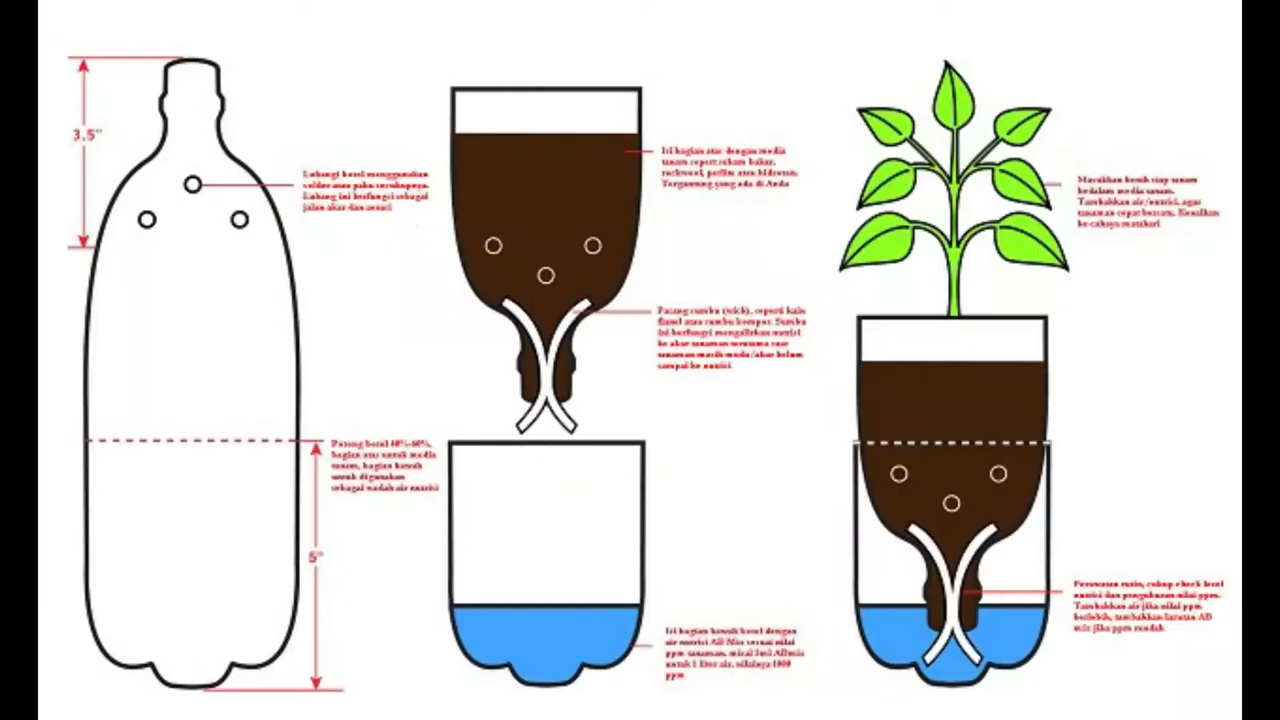 3.5"
Lubangi botol menggunakan
solder atau paku secukupnya.
Lubang ini berfungsi sebagai
jalan akar dan aerasi
Potong botol 40%-60%,
bagian atas untuk media
tanam, bagian bawah
untuk digunakan
sebagai wadah air nutrisi
5"
Isi bagian atas dengan media
tanam seperti sekam bakar,
rockwool, perlite atau hidroton.
Tergantung yang ada di Anda
Pasang sumbu (wick), seperti kain
flanel atau sumbu kompor. Sumbu
ini berfungsi mengalirkan nutrisi
ke akar tanaman terutama saat
tanaman masih muda/akar belum
sampai ke nutrisi
Isi bagian bawah botol dengan
air nutrisi AB Mix sesuai nilai
ppm tanaman, misal 5ml ABmix
untuk 1 liter air, nilainya 1000
ppm
Masukkan benih siap tanam
kedalam media tanam.
Tambahkan air/nutrisi, agar
tanaman cepat Kenalkan
ke cahaya matahari
Perawatan rutin, cukup check level
nutrisi dan pengukuran nilai ppm.
Tambahkan air jika nilai ppm
berlebih, tambahkan larutan AB
mix jika ppm rendah